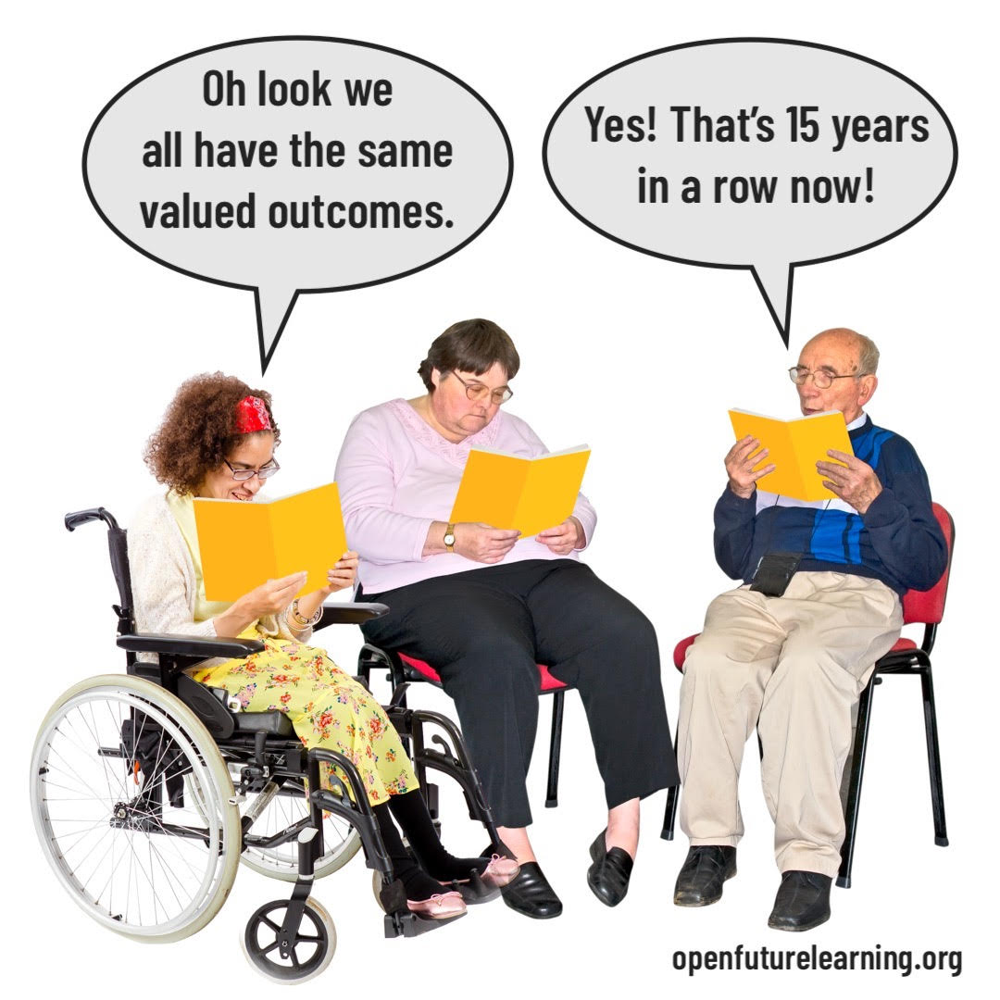 Oh look we
all have the same
valued outcomes.
Yes! That's 15 years
in a row now!
openfuturelearning.org